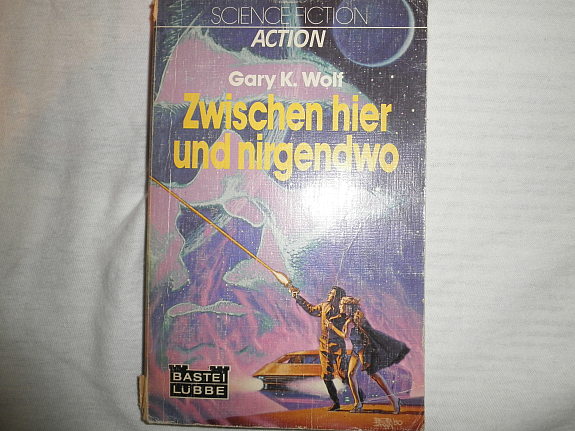 SCIENCE FICTION
ACTION
Gary K. Wolf
Zwischen hier
und nirgendwo
BASTEI
LÜBBE